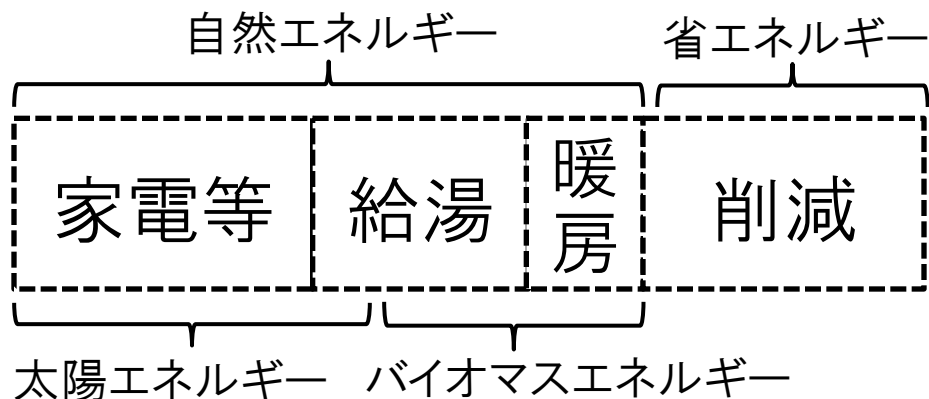 自然エネルギー
省エネルギー
家電等
給湯
暖房
削減
太陽エネルギー
バイオマスエネルギー